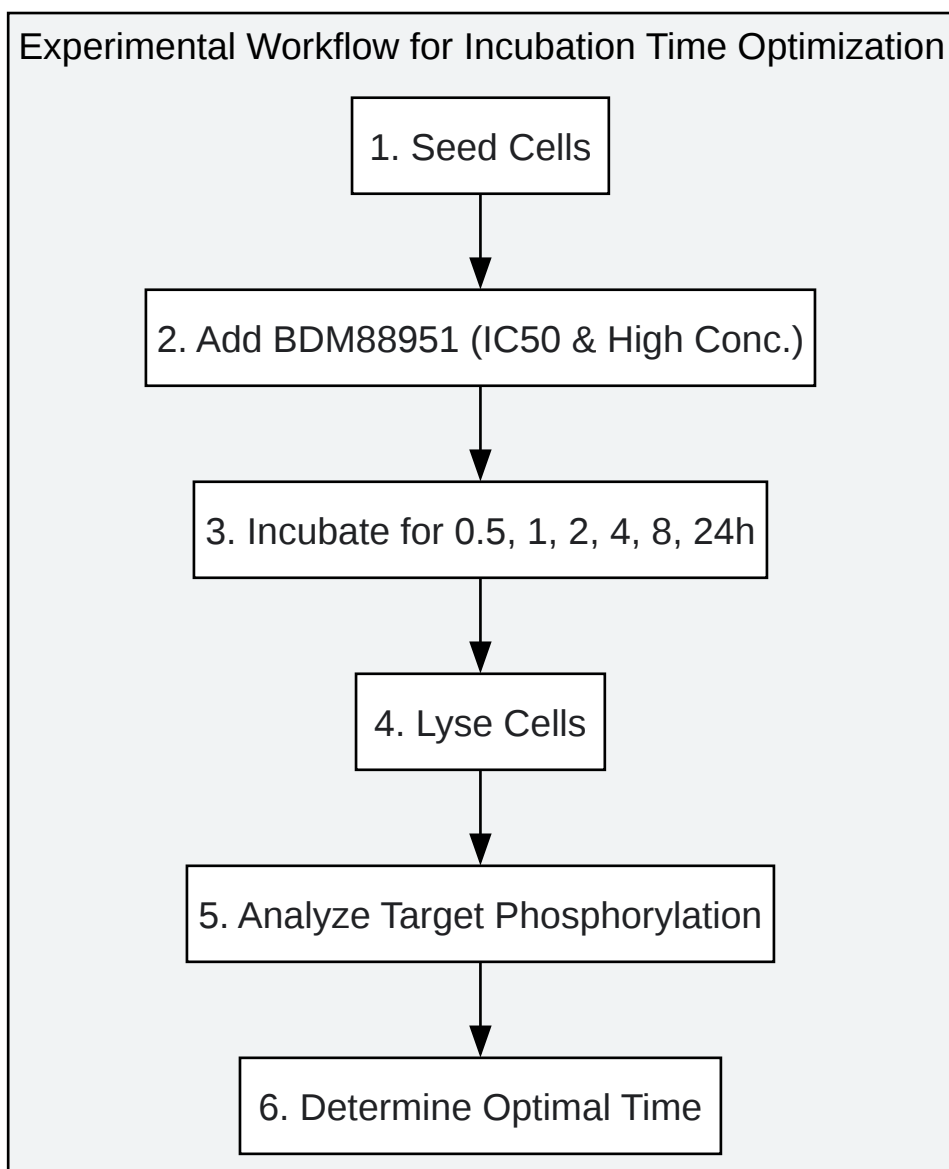 Experimental Workflow for Incubation Time Optimization
1. Seed Cells
2. Add BDM88951 (IC50 & High Conc.)
3. Incubate for 0.5, 1, 2, 4, 8, 24h
4. Lyse Cells
5. Analyze Target Phosphorylation
6. Determine Optimal Time